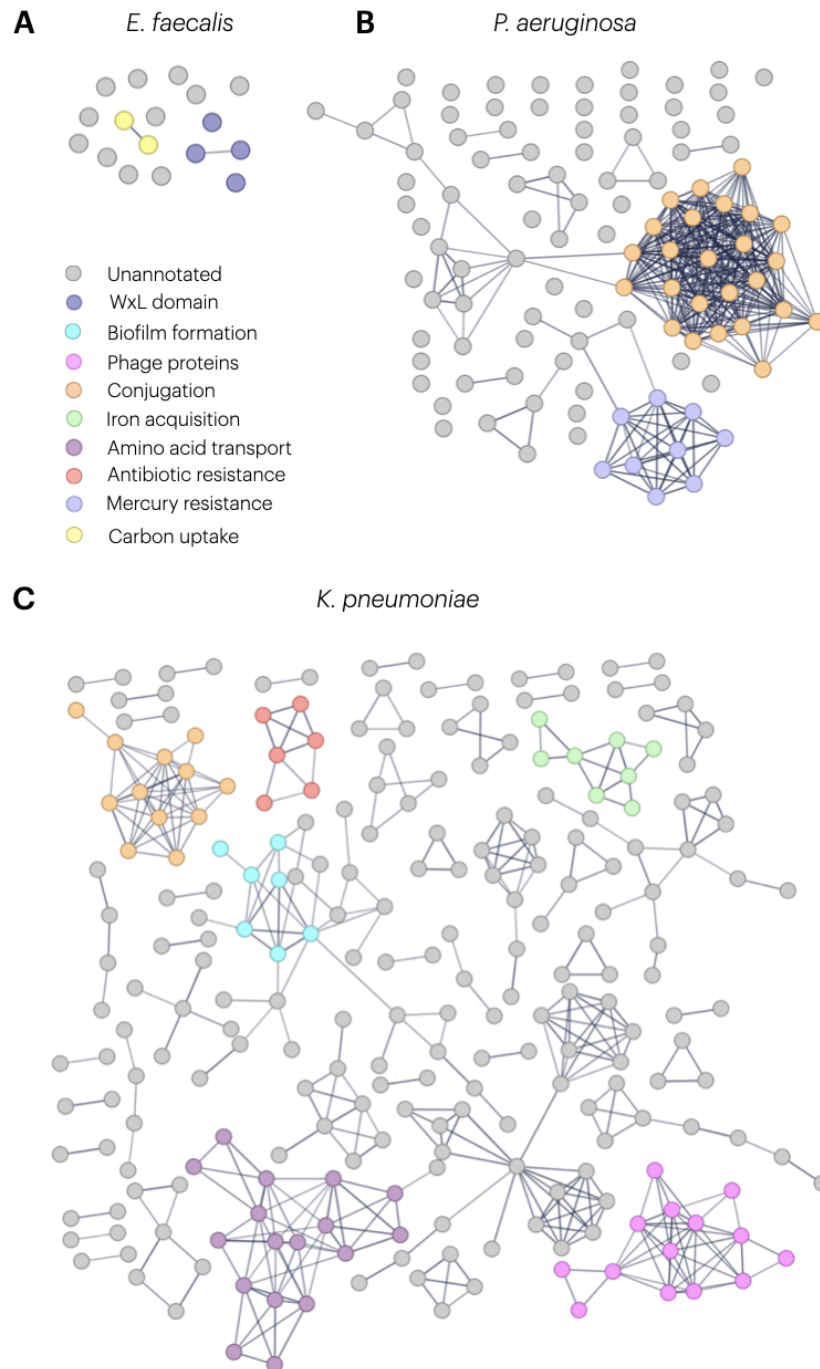 A
E. faecalis
B
P. aeruginosa
Unannotated
WxL domain
Biofilm formation
Phage proteins
Conjugation
Iron acquisition
Amino acid transport
Antibiotic resistance
Mercury resistance
Carbon uptake
C
K. pneumoniae